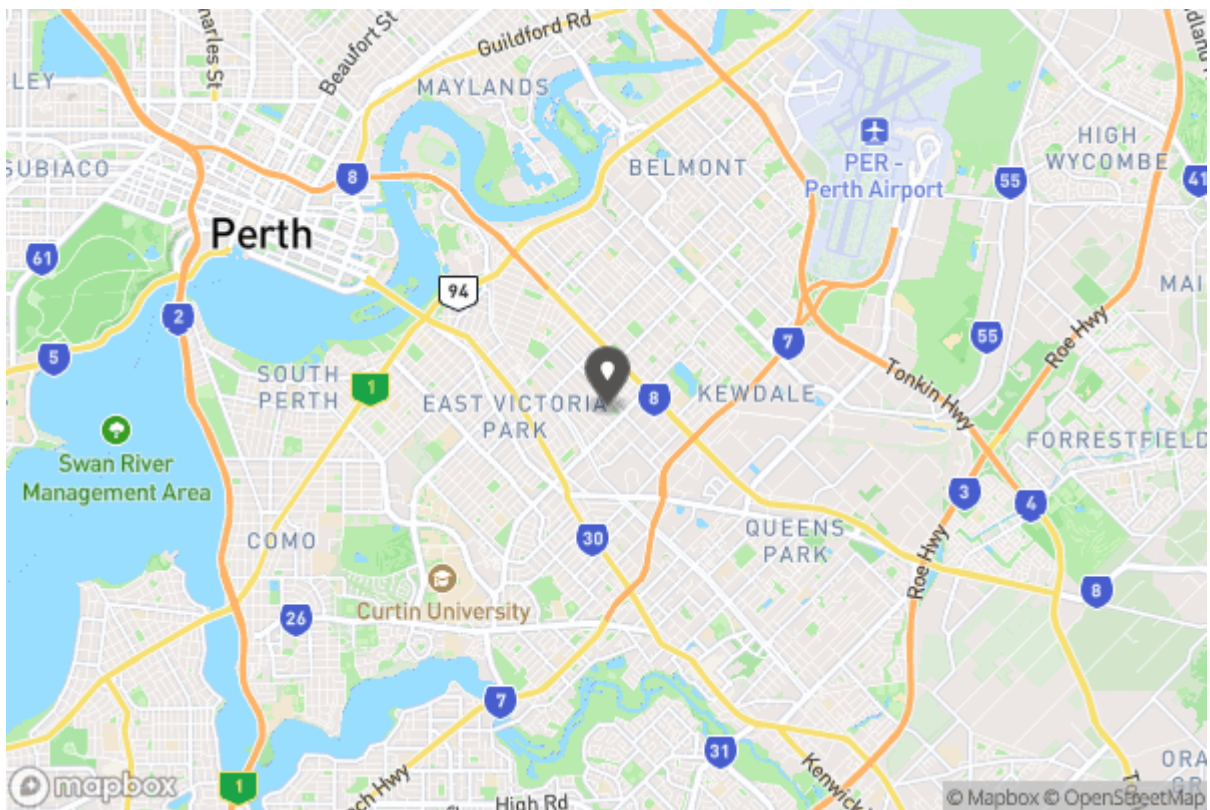 Guildford Rd
Beaufort St
harles St
MAYLANDS
LEY
SUBIACO
8
BELMONT
PER -
Perth Airport
HIGH
WYCOMBE
55
41
Perth
61
94
2
5
7
55
Roe Hwy
MAI
SOUTH
PERTH
1
EAST VICTORIA
PARK
8
KEWDALE
Tonkin Hwy
FORRESTFIELD
Swan River
Management Area
3
4
COMO
30
QUEENS
PARK
Roe Hwy
Curtin University
26
8
7
31
1
High Rd
Kenwick
ORA
mapbox
© Mapbox © OpenStreetMap